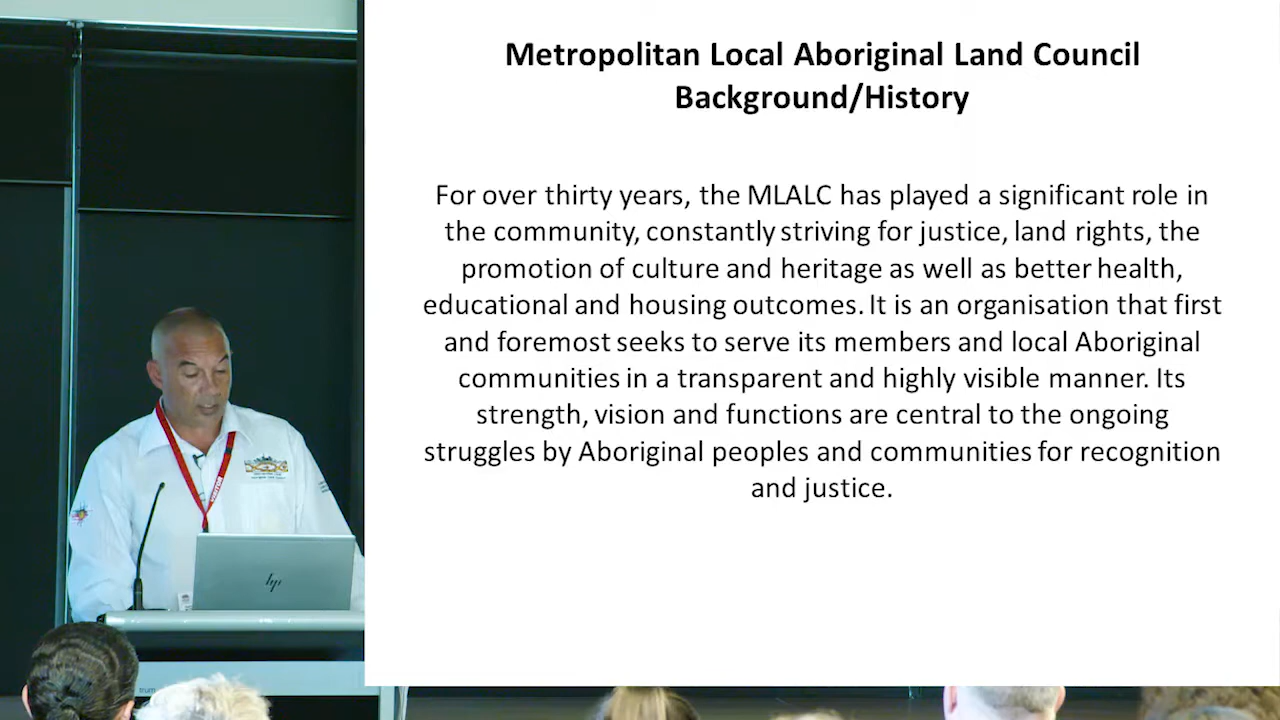 Metropolitan Local Aboriginal Land Council
Background/History
For over thirty years, the MLALC has played a significant role in
the community, constantly striving for justice, land rights, the
promotion of culture and heritage as well as better health,
educational and housing outcomes. It is an organisation that first
and foremost seeks to serve its members and local Aboriginal
communities in a transparent and highly visible manner. Its
strength, vision and functions are central to the ongoing
struggles by Aboriginal peoples and communities for recognition
and justice.
VISITOR
hp